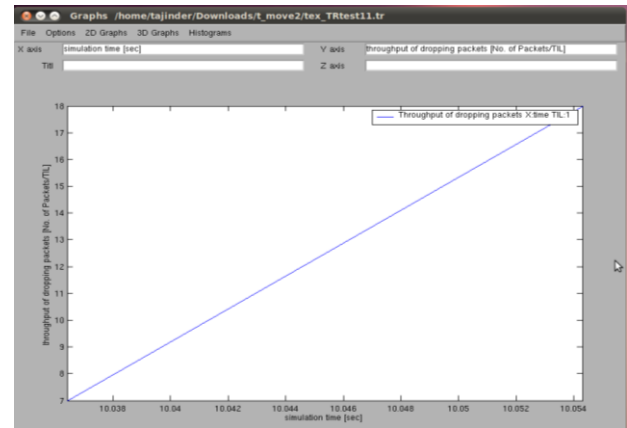 Graphs /home/tajinder/Downloads/t_move2/tex_TRtest11.tr
File Options 2D Graphs 3D Graphs Histograms
X axis simulation time [sec] Y axis throughput of dropping packets [No. of Packets/TIL]
Titl Z axis
Throughput of dropping packets X:time TIL:1
throughput of dropping packets [No. of Packets/TIL]
18
17
16
15
14
13
12
11
10
9
8
7
10.038 10.04 10.042 10.044 10.046 10.048 10.05 10.052 10.054
simulation time [sec]